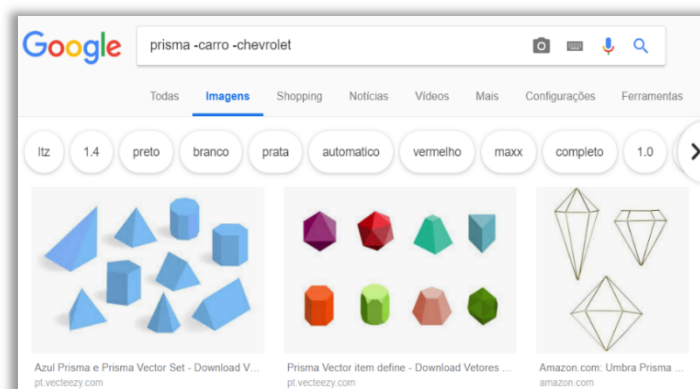 Google
prisma -carro -chevrolet
Todas Imagens Shopping Notícias Vídeos Mais Configurações Ferramentas
ltz 1.4 preto branco prata automatico vermelho maxx completo 1.0
Azul Prisma e Prisma Vector Set - Download V... Prisma Vector item define - Download Vetores ... Amazon.com: Umbra Prisma ...
pt.vecteezy.com pt.vecteezy.com amazon.com